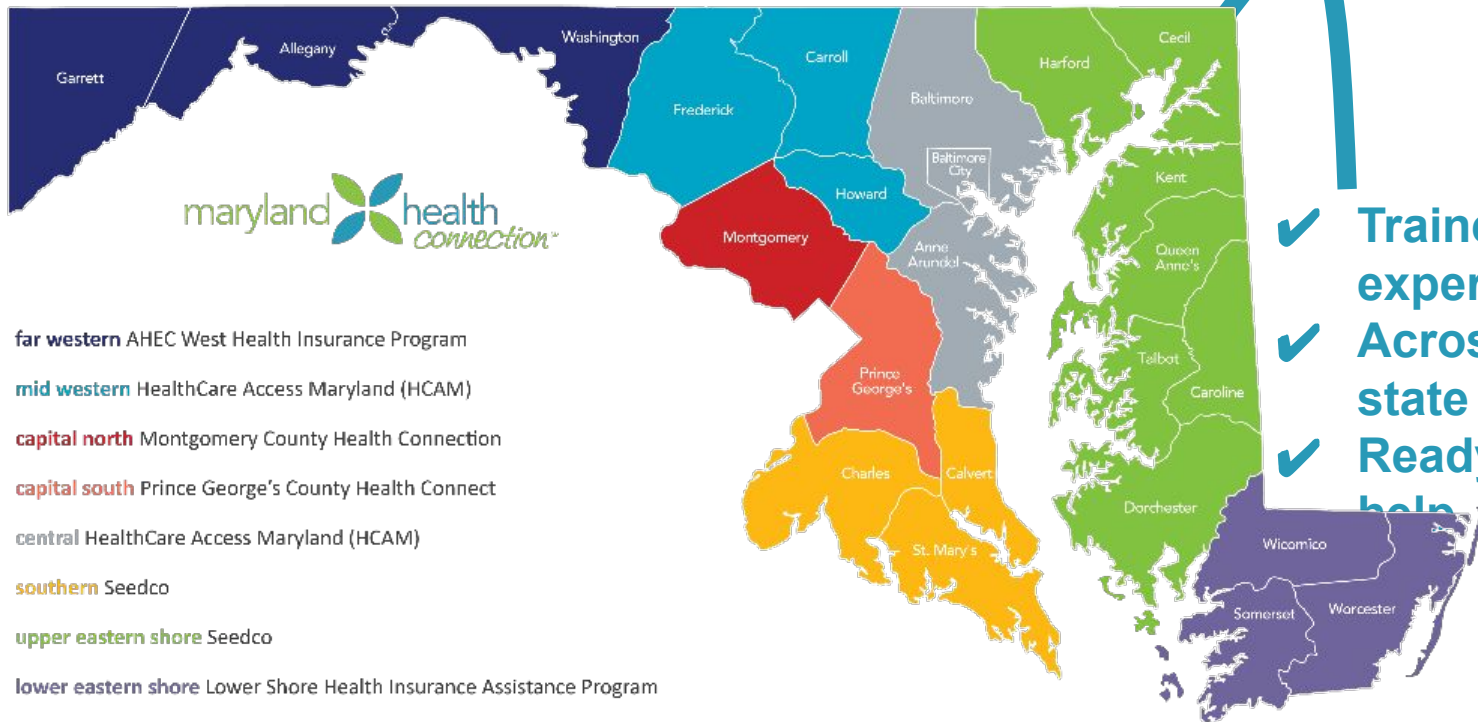 Garrett
Allegany
Washington
Frederick
Carroll
Baltimore
Baltimore
City
Harford
Cecil
Howard
Montgomery
Anne
Arundel
Kent
Queen
Anne's
Talbot
Caroline
Prince
George's
Charles
Calvert
St. Mary's
Dorchester
Wicomico
Somerset
Worcester
maryland health
connection
far western AHEC West Health Insurance Program
mid western HealthCare Access Maryland (HCAM)
capital north Montgomery County Health Connection
capital south Prince George's County Health Connect
central HealthCare Access Maryland (HCAM)
southern Seedco
upper eastern shore Seedco
lower eastern shore Lower Shore Health Insurance Assistance Program
✔ Traine
exper
✔ Acros
state
✔ Ready
help